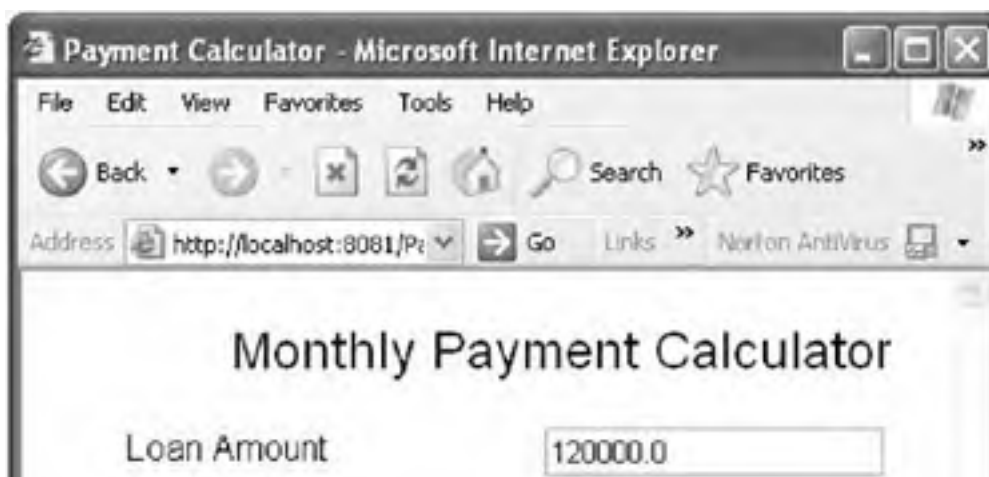 Payment Calculator - Microsoft Internet Explorer
File Edit View Favorites Tools Help
Back Search Favorites
Address http://localhost:8081/Pa Go Links Norton AntiVirus
Monthly Payment Calculator
Loan Amount 120000.0